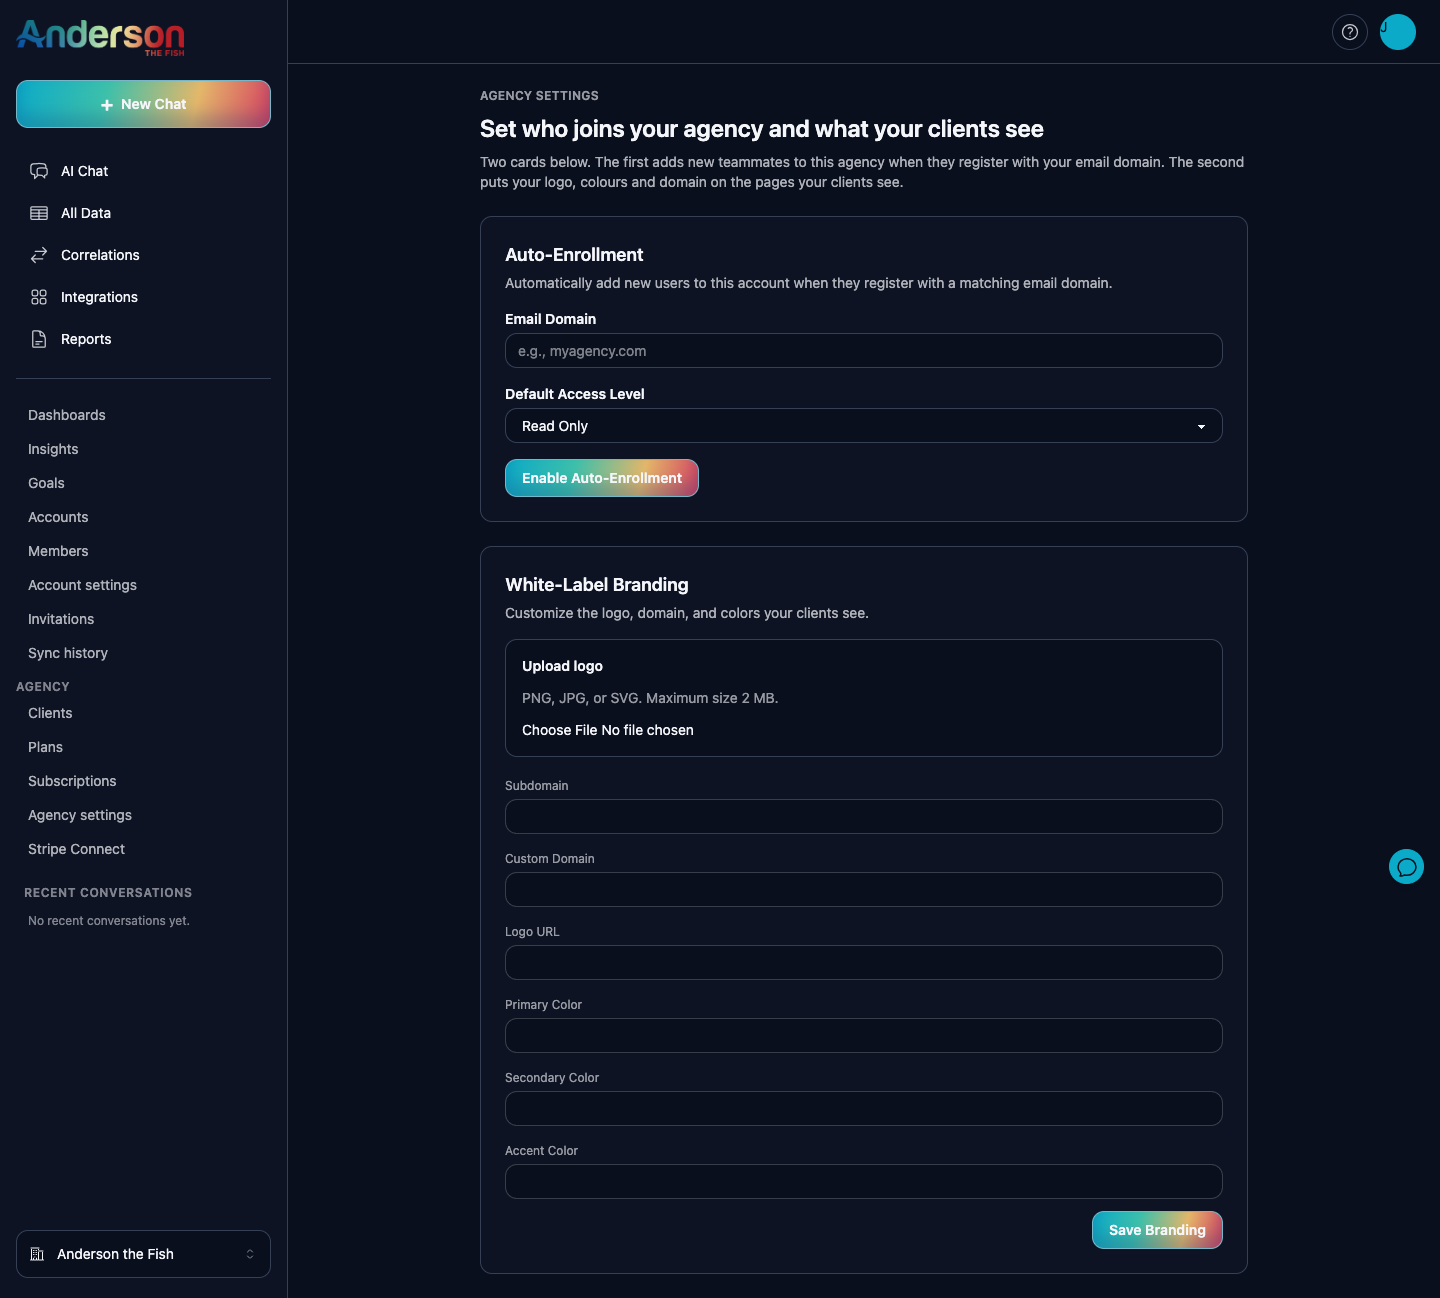 Anderson
THE FISH
New Chat
AI Chat
All Data
Correlations
Integrations
Reports
Dashboards
Insights
Goals
Accounts
Members
Account settings
Invitations
Sync history
AGENCY
Clients
Plans
Subscriptions
Agency settings
Stripe Connect
RECENT CONVERSATIONS
No recent conversations yet.
Anderson the Fish
J
AGENCY SETTINGS
Set who joins your agency and what your clients see
Two cards below. The first adds new teammates to this agency when they register with your email domain. The second
puts your logo, colours and domain on the pages your clients see.
Auto-Enrollment
Automatically add new users to this account when they register with a matching email domain.
Email Domain
e.g., myagency.com
Default Access Level
Read Only
Enable Auto-Enrollment
White-Label Branding
Customize the logo, domain, and colors your clients see.
Upload logo
PNG, JPG, or SVG. Maximum size 2 MB.
Choose File No file chosen
Subdomain
Custom Domain
Logo URL
Primary Color
Secondary Color
Accent Color
Save Branding